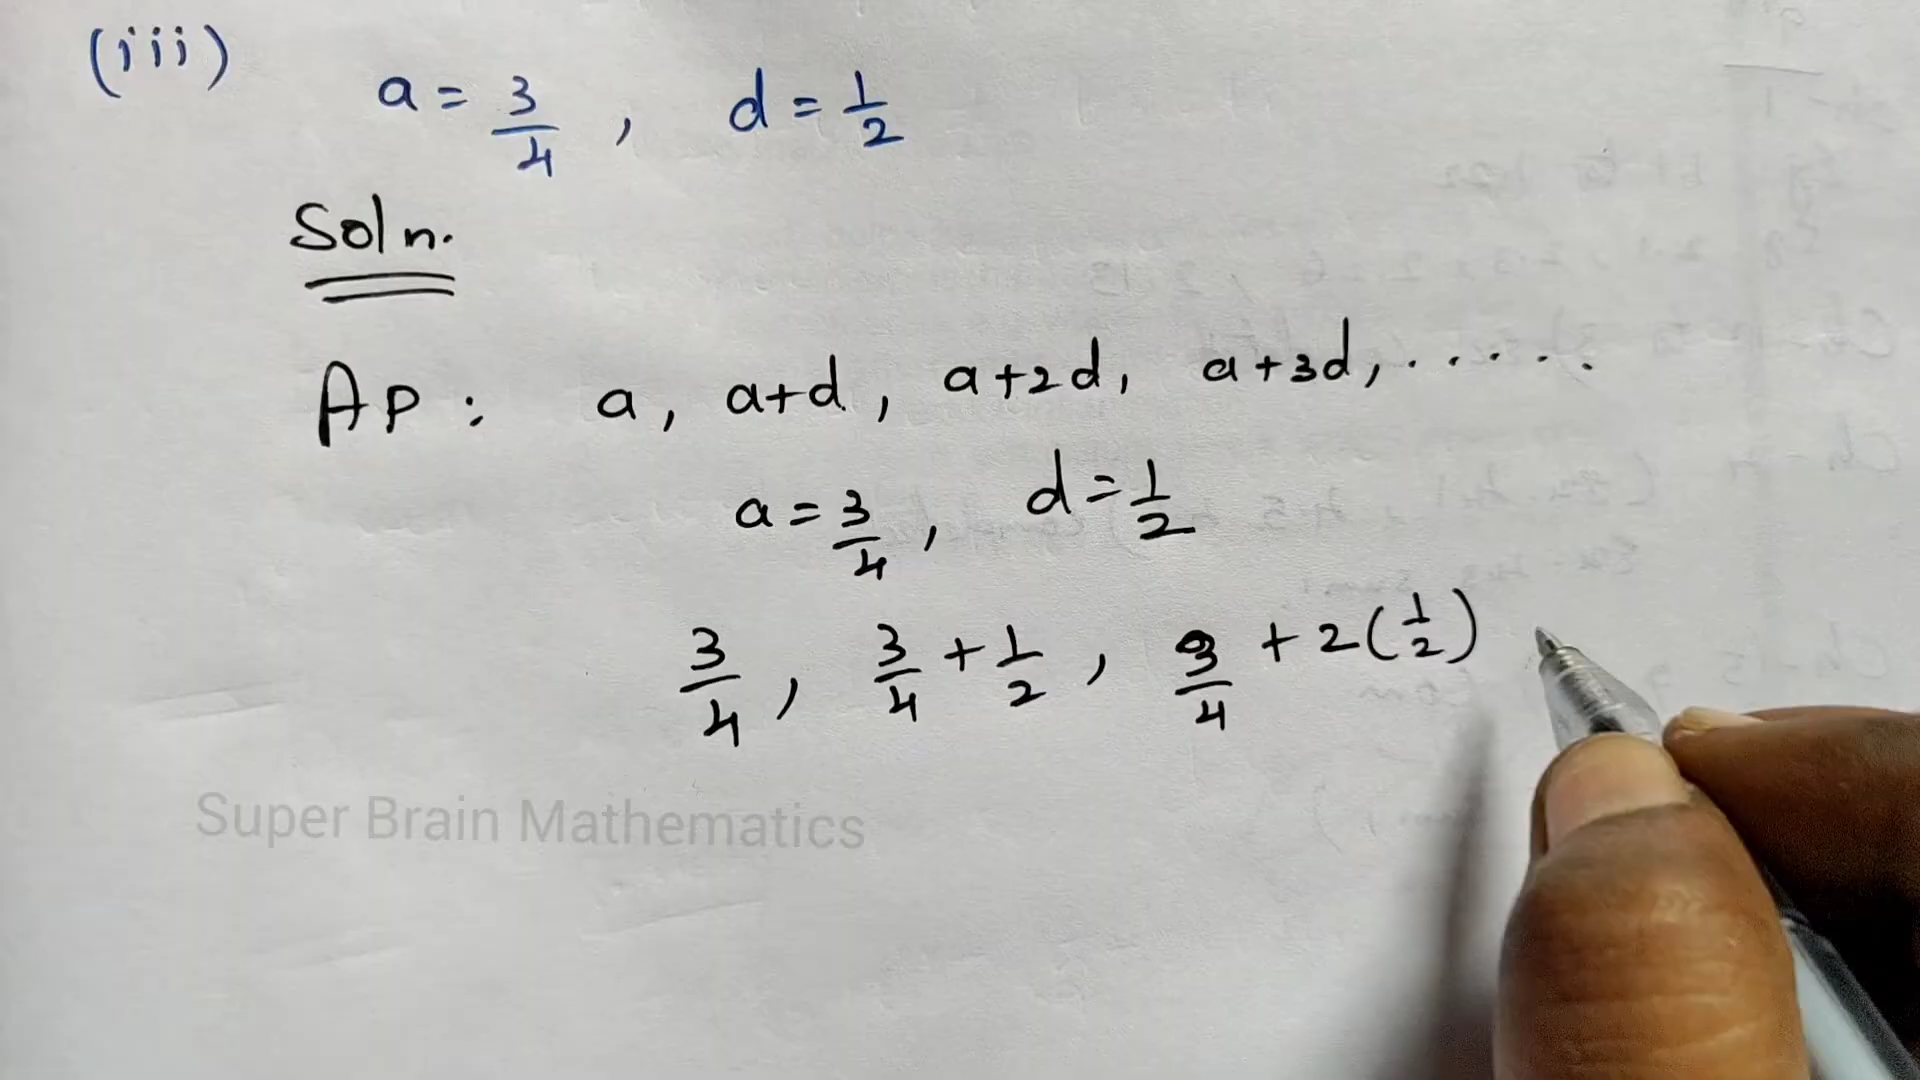 (iii) a = 3/4 , d = 1/2
Soln.
AP : a, a+d, a+2d, a+3d, ......
a = 3/4 , d = 1/2
3/4 , 3/4 + 1/2 , 3/4 + 2(1/2)
Super Brain Mathematics